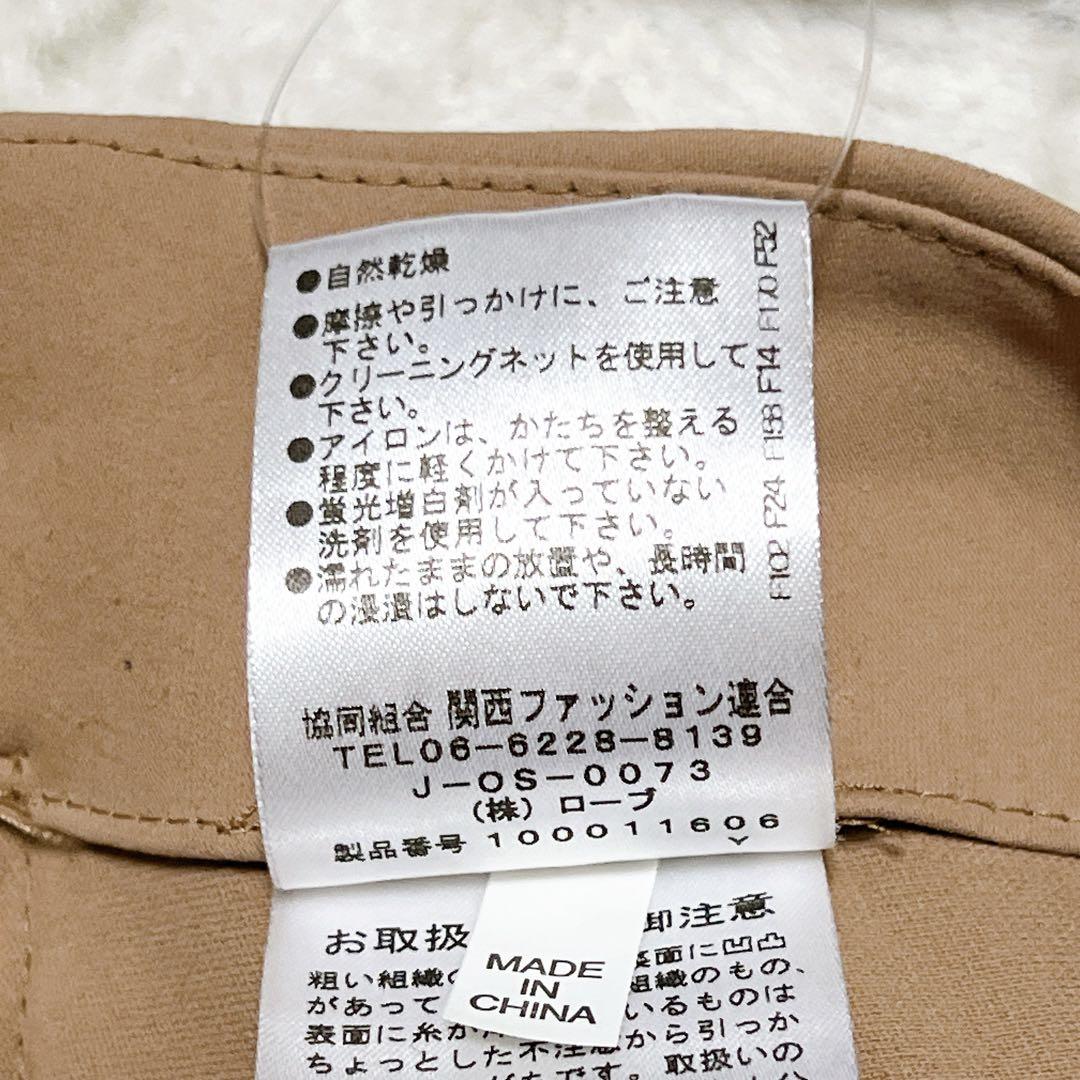 ●自然乾燥
●摩擦や引っかけに、ご注意
下さい。
●クリーニングネットを使用して
下さい。
●アイロンは、かたちを整える
程度に軽くかけて下さい。
●蛍光増白剤が入っていない
洗剤を使用して下さい。
●濡れたままの放置や、長時間
の浸漬はしないで下さい。
協同組合 関西ファッション連合
TEL06-6228-8139
J-OS-0073
(株) ローブ
製品番号 100011606
F102 F24 F198 F14 F170 F52
お取扱 御注意
粗い組織の 表面に凹凸
があって 組織のもの、
表面に糸が いるものは
ちょっとした不注意から引っか
です。取扱いの
MADE
IN
CHINA